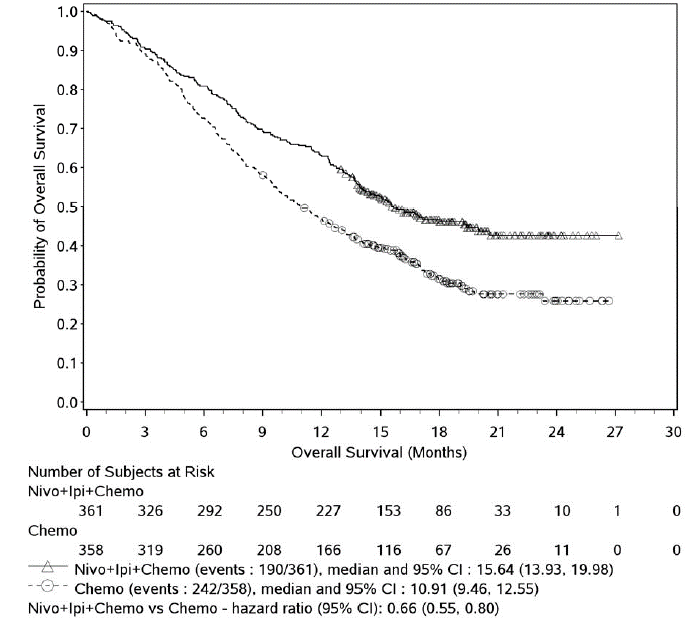 1.0
0.9
0.8
0.7
0.6
0.5
0.4
0.3
0.2
0.1
0.0
Probability of Overall Survival
0 3 6 9 12 15 18 21 24 27 30
Overall Survival (Months)
Number of Subjects at Risk
Nivo+Ipi+Chemo
361 326 292 250 227 153 86 33 10 1 0
Chemo
358 319 260 208 166 116 67 26 11 0 0
Nivo+Ipi+Chemo (events : 190/361), median and 95% CI : 15.64 (13.93, 19.98)
Chemo (events : 242/358), median and 95% CI : 10.91 (9.46, 12.55)
Nivo+Ipi+Chemo vs Chemo - hazard ratio (95% CI): 0.66 (0.55, 0.80)